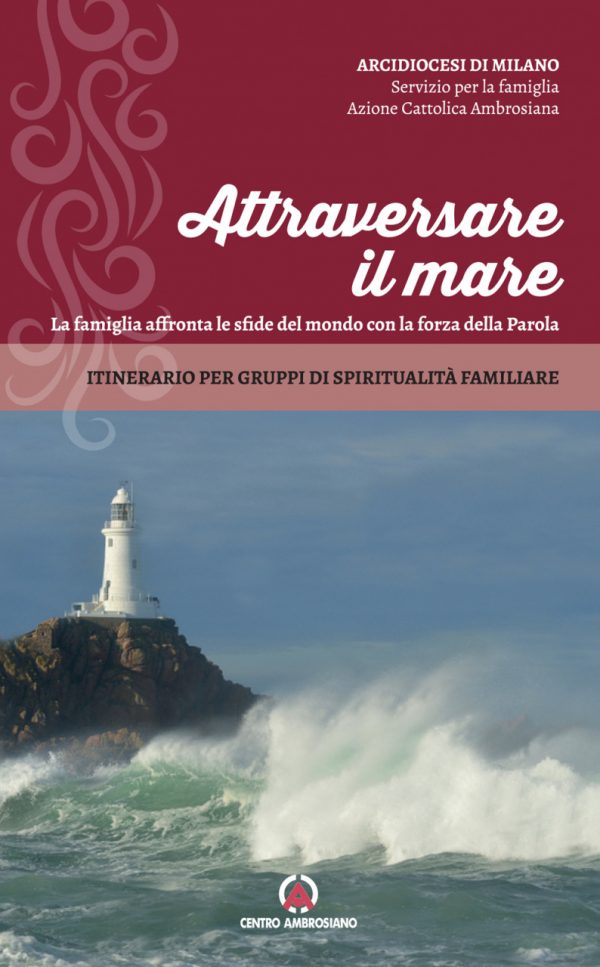 ARCIDIOCESI DI MILANO
Servizio per la famiglia
Azione Cattolica Ambrosiana
Attraversare
il mare
La famiglia affronta le sfide del mondo con la forza della Parola
ITINERARIO PER GRUPPI DI SPIRITUALITÀ FAMILIARE
CENTRO AMBROSIANO